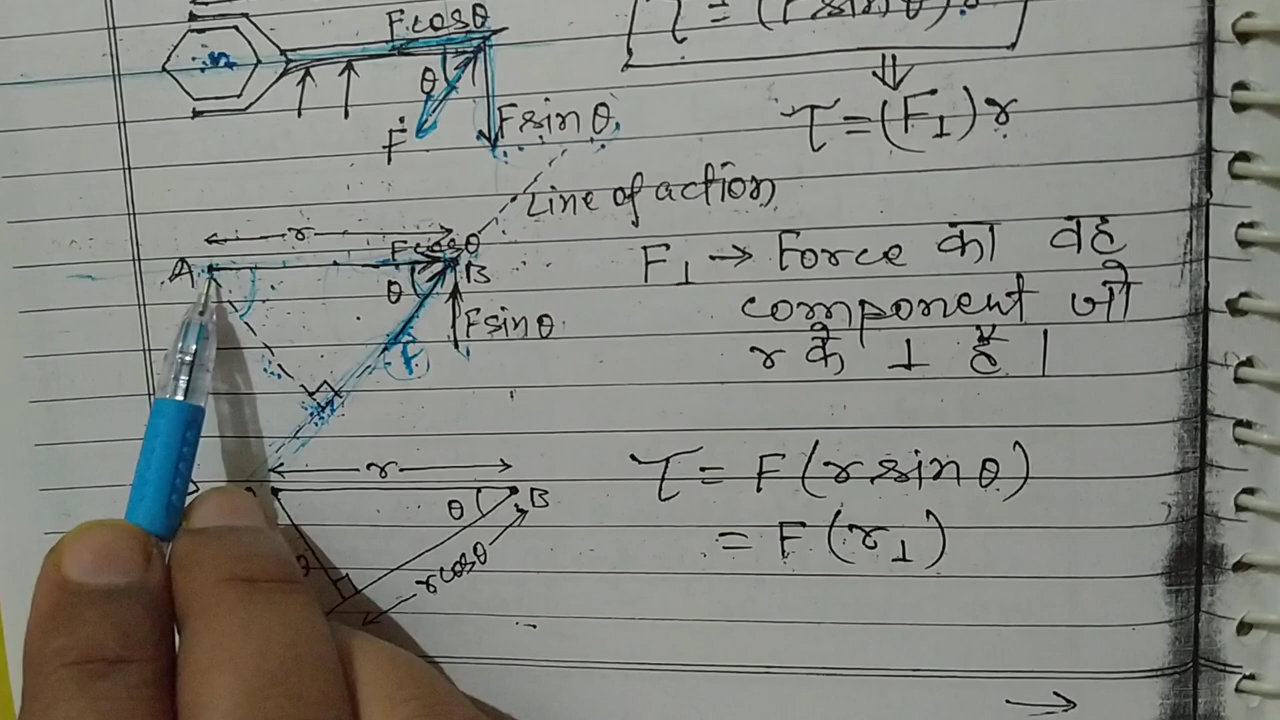 F cosθ
τ = (r sinθ).
θ
F
F sinθ
τ = (F⊥) r
Line of action
r
F cosθ
A
B
θ
F sinθ
F
F⊥ → Force का वह
component जो
r के ⊥ है।
r
τ = F (r sinθ)
θ
B
r cosθ
= F (r⊥)